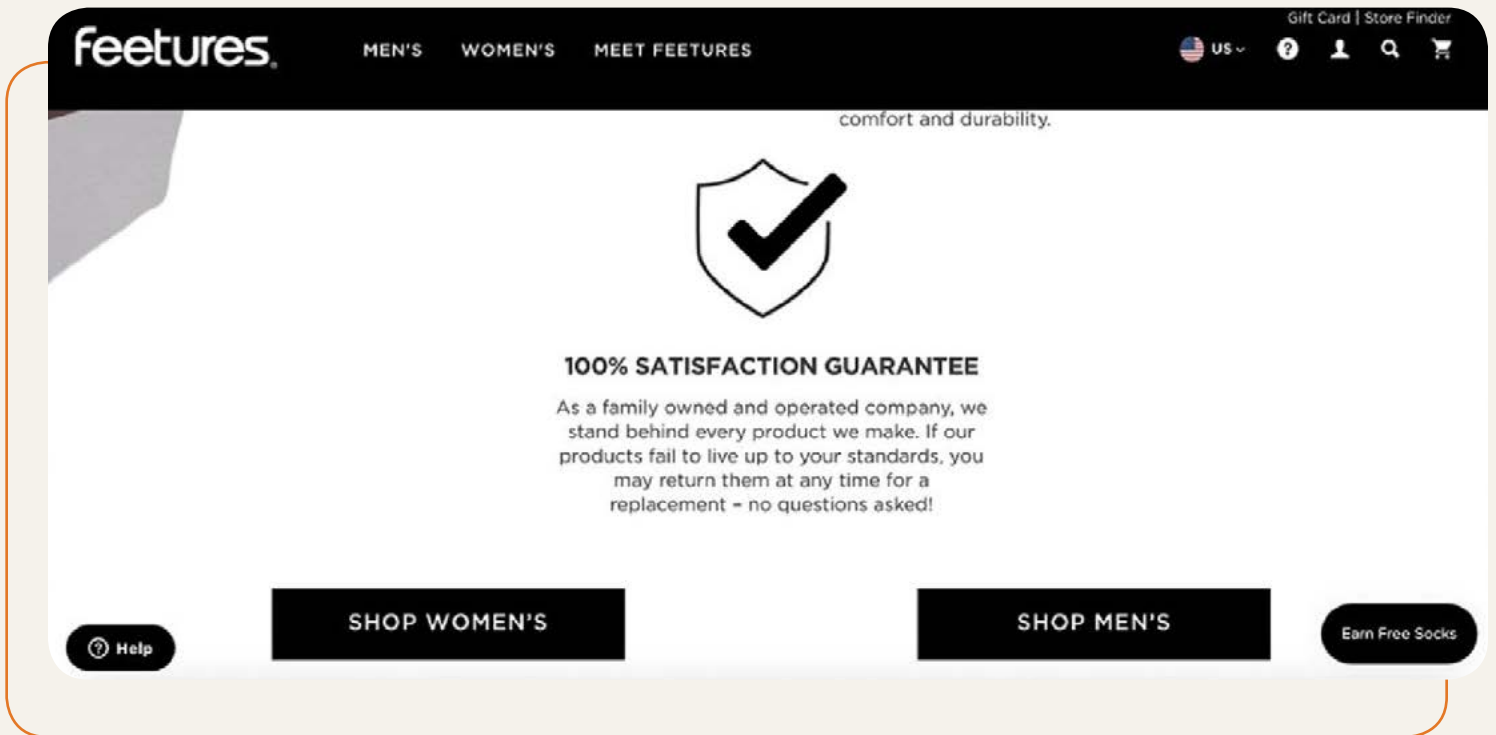 Gift Card | Store Finder
feetures.
MEN'S WOMEN'S MEET FEETURES US
comfort and durability.
100% SATISFACTION GUARANTEE
As a family owned and operated company, we
stand behind every product we make. If our
products fail to live up to your standards, you
may return them at any time for a
replacement – no questions asked!
SHOP WOMEN'S SHOP MEN'S
Help
Earn Free Socks